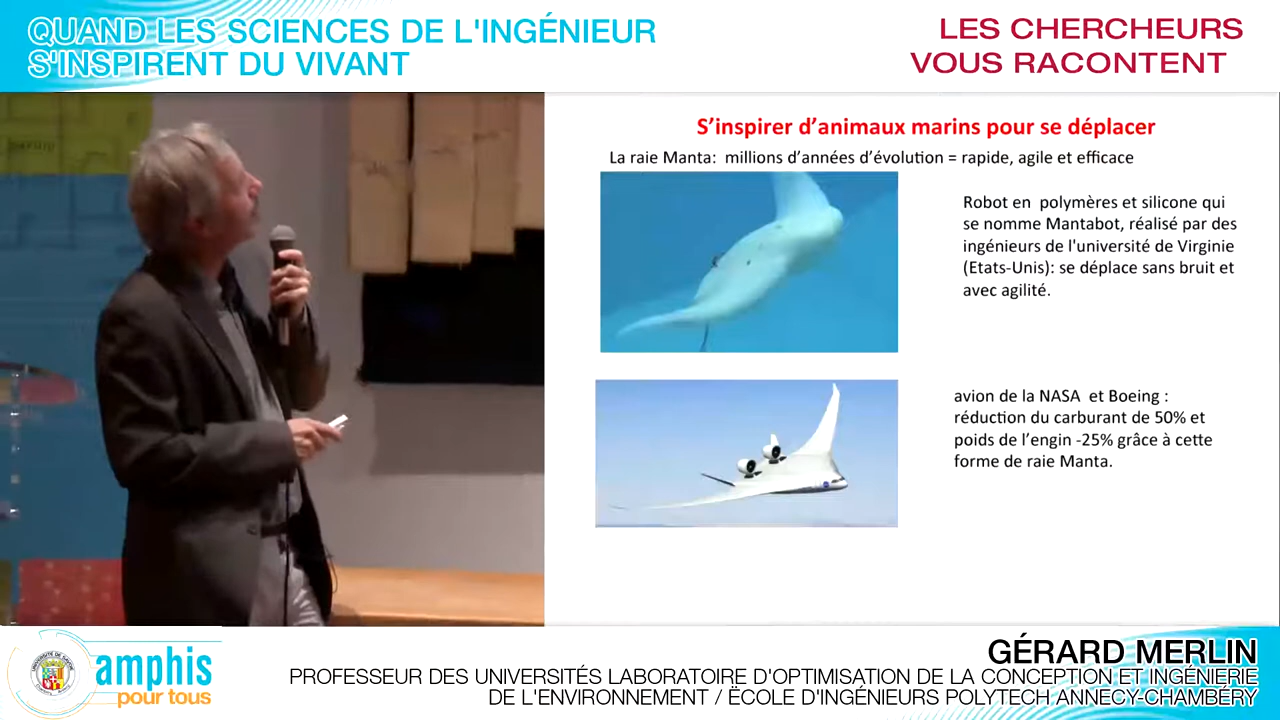 QUAND LES SCIENCES DE L'INGÉNIEUR
S'INSPIRENT DU VIVANT
LES CHERCHEURS
VOUS RACONTENT
S’inspirer d’animaux marins pour se déplacer
La raie Manta: millions d’années d’évolution = rapide, agile et efficace
Robot en polymères et silicone qui
se nomme Mantabot, réalisé par des
ingénieurs de l'université de Virginie
(Etats-Unis): se déplace sans bruit et
avec agilité.
avion de la NASA et Boeing :
réduction du carburant de 50% et
poids de l’engin -25% grâce à cette
forme de raie Manta.
amphis
pour tous
GÉRARD MERLIN
PROFESSEUR DES UNIVERSITÉS LABORATOIRE D'OPTIMISATION DE LA CONCEPTION ET INGÉNIERIE
DE L'ENVIRONNEMENT / ËCOLE D'INGÉNIEURS POLYTECH ANNECY-CHAMBÉRY